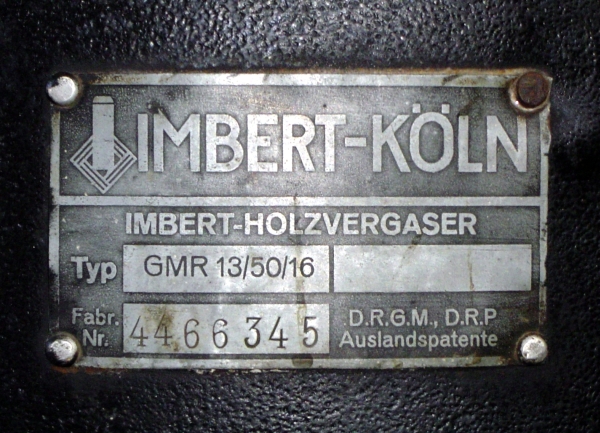 IMBERT-KÖLN
IMBERT-HOLZVERGASER
Typ GMR 13/50/16
Fabr. Nr. 4466345
D.R.G.M., D.R.P
Auslandspatente